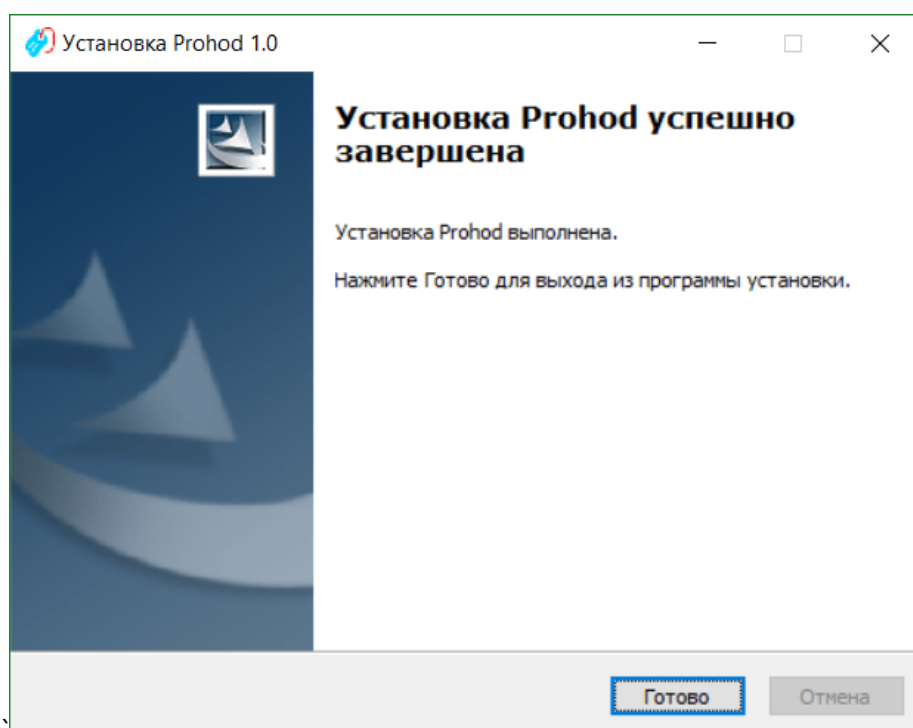 Установка Prohod 1.0
Установка Prohod успешно
завершена
Установка Prohod выполнена.
Нажмите Готово для выхода из программы установки.
Готово
Отмена